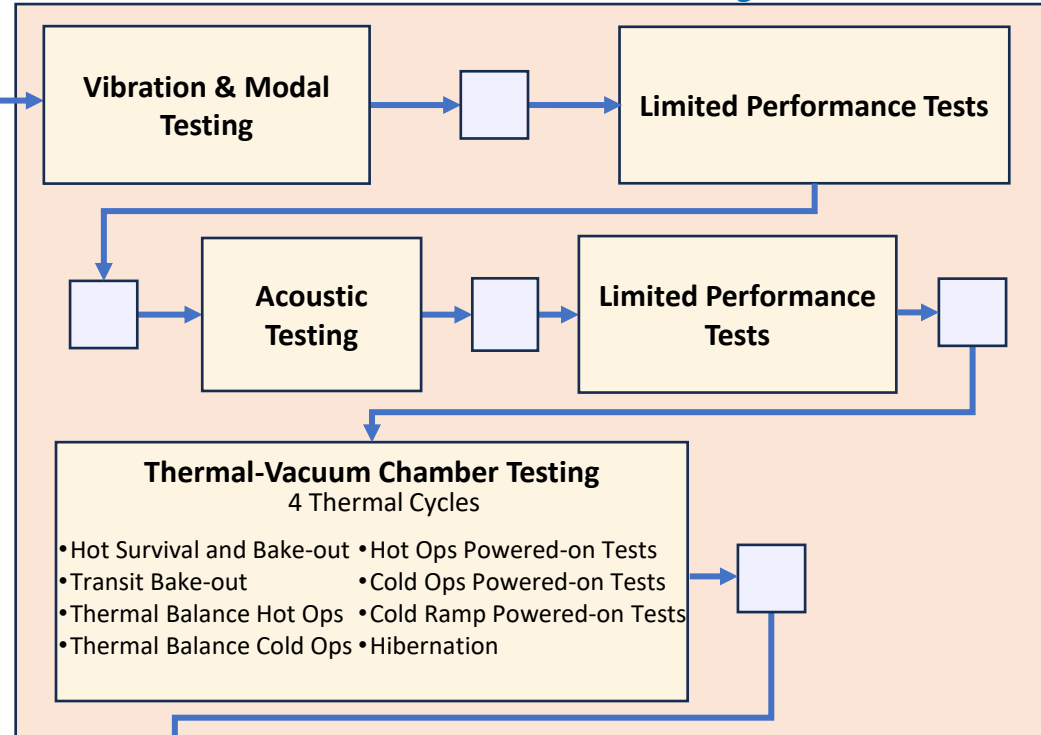 Vibration & Modal
Testing
Limited Performance Tests
Acoustic
Testing
Limited Performance
Tests
Thermal-Vacuum Chamber Testing
4 Thermal Cycles
•Hot Survival and Bake-out
•Transit Bake-out
•Thermal Balance Hot Ops
•Thermal Balance Cold Ops
•Hot Ops Powered-on Tests
•Cold Ops Powered-on Tests
•Cold Ramp Powered-on Tests
•Hibernation